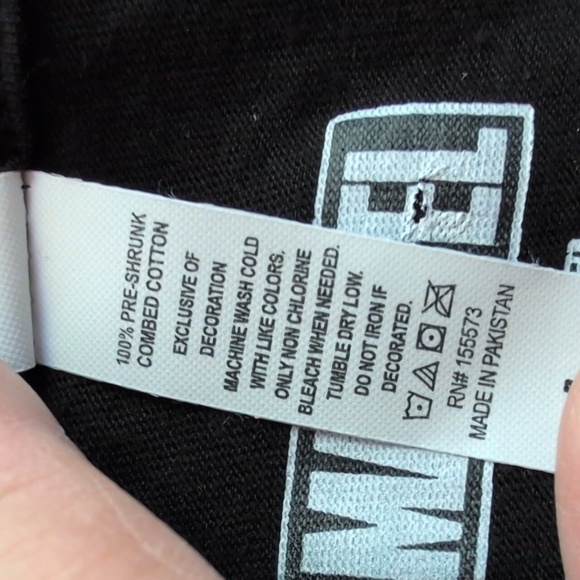 100% PRE-SHRUNK
COMBED COTTON
EXCLUSIVE OF
DECORATION
MACHINE WASH COLD
WITH LIKE COLORS.
ONLY NON CHLORINE
BLEACH WHEN NEEDED.
TUMBLE DRY LOW.
DO NOT IRON IF
DECORATED.
RN# 155573
MADE IN PAKISTAN